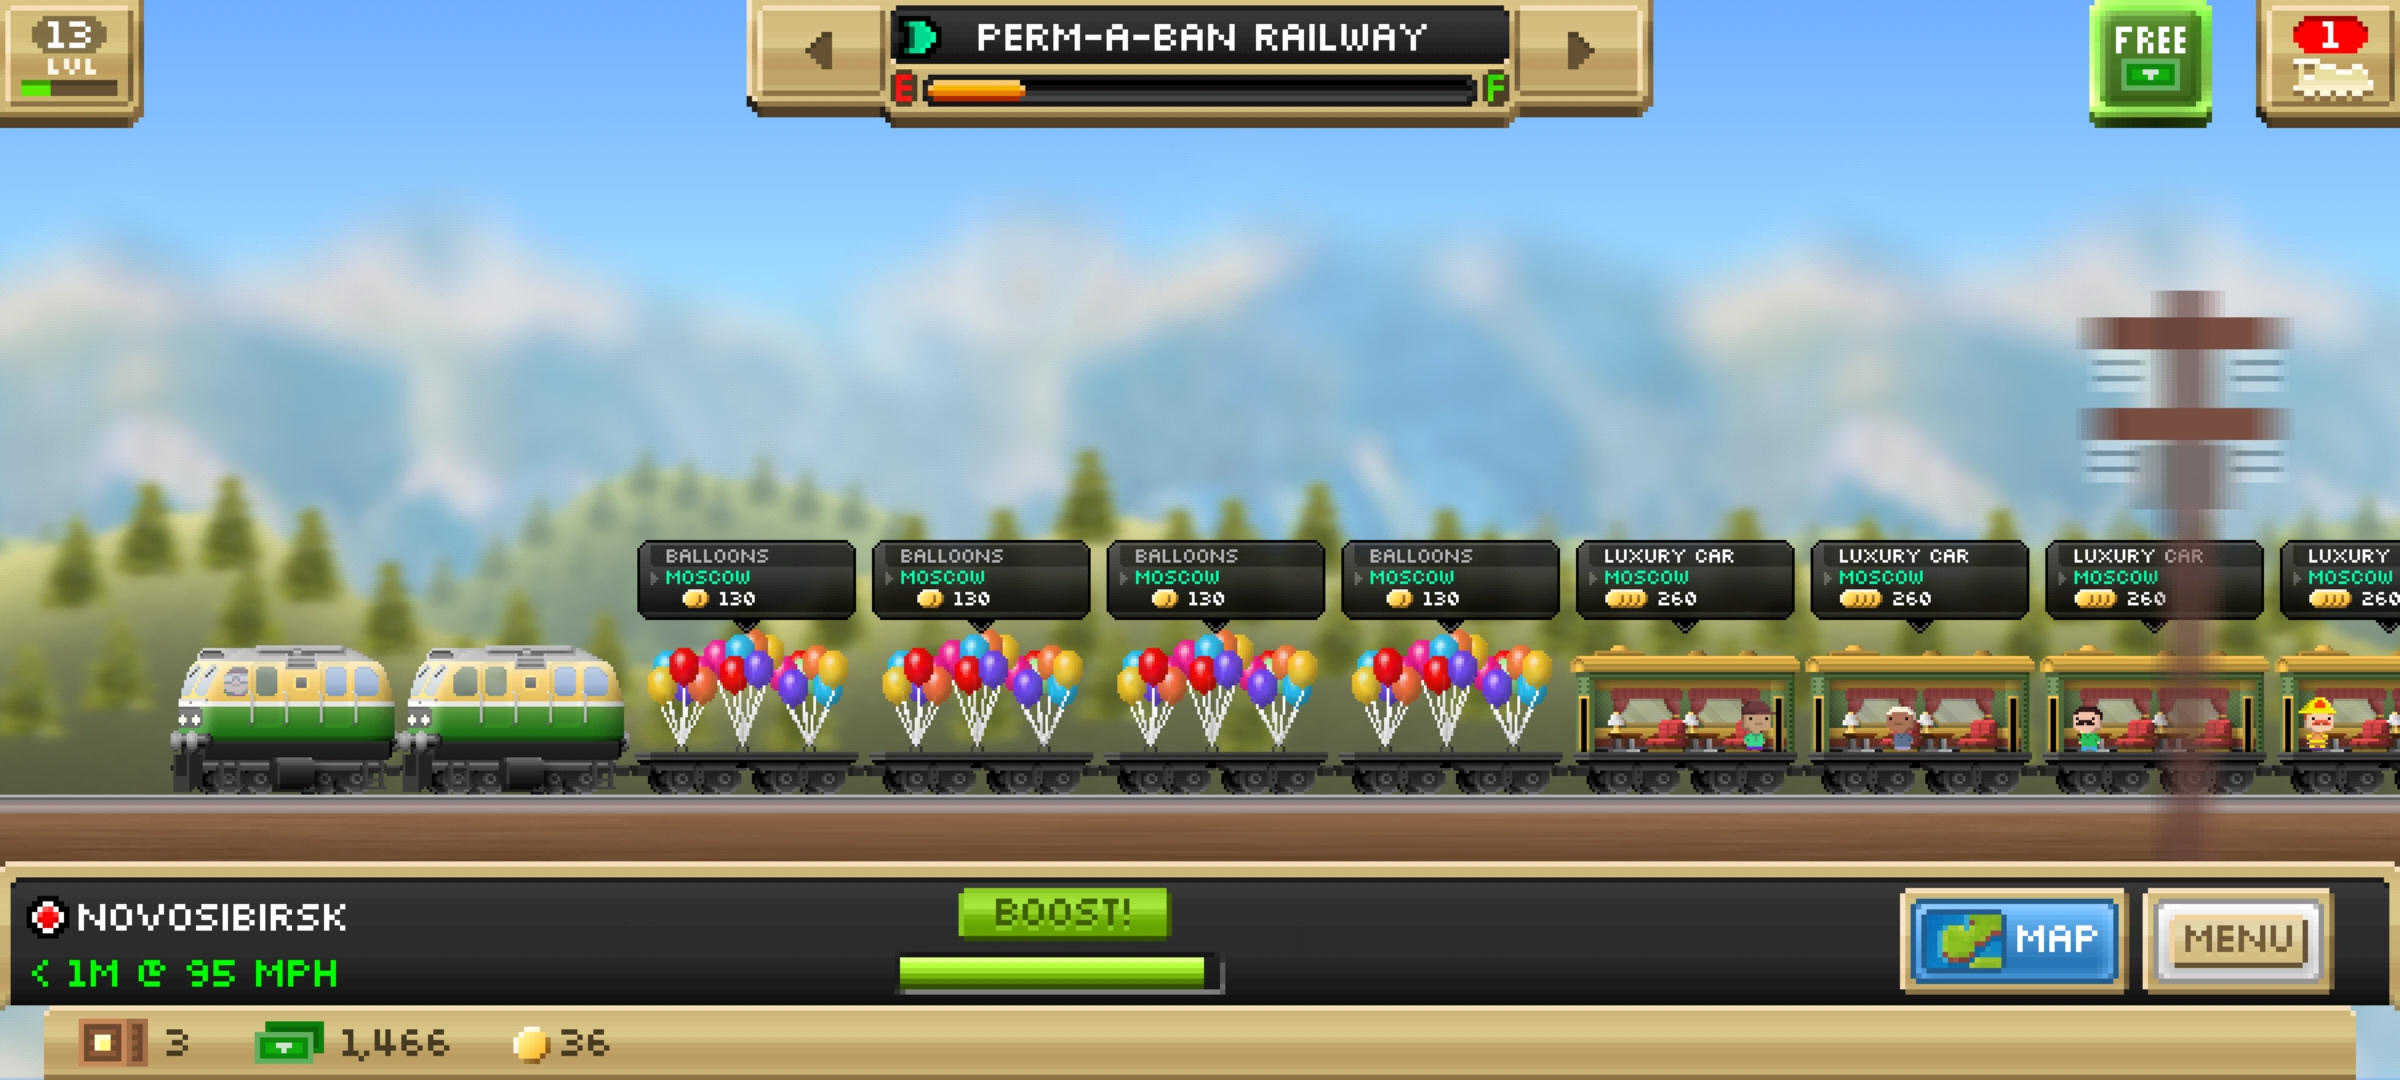 13
LVL
PERM-A-BAN RAILWAY
E
F
FREE
1
BALLOONS
MOSCOW
130
BALLOONS
MOSCOW
130
BALLOONS
MOSCOW
130
BALLOONS
MOSCOW
130
LUXURY CAR
MOSCOW
260
LUXURY CAR
MOSCOW
260
LUXURY CAR
MOSCOW
260
LUXURY
MOSCOW
260
NOVOSIBIRSK
< 1M @ 95 MPH
BOOST!
MAP
MENU
3
1,466
36